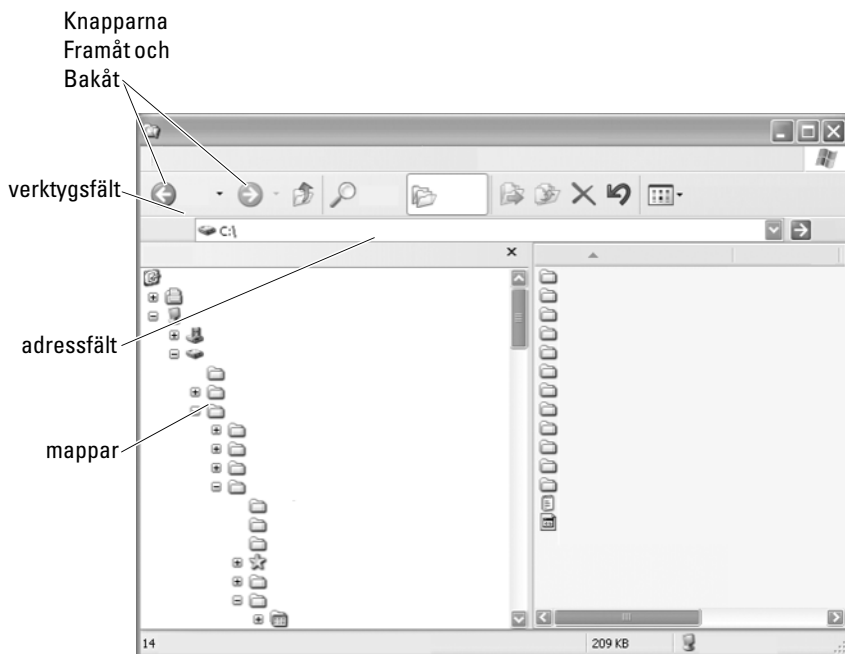 Knapparna
Framåt och
Bakåt
verktygsfält
C:\
adressfält
mappar
14
209 KB